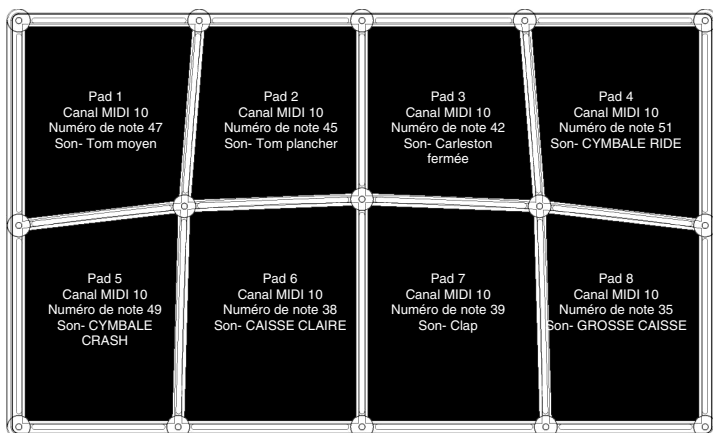 Pad 1
Canal MIDI 10
Numéro de note 47
Son- Tom moyen
Pad 2
Canal MIDI 10
Numéro de note 45
Son- Tom plancher
Pad 3
Canal MIDI 10
Numéro de note 42
Son- Carleston
fermée
Pad 4
Canal MIDI 10
Numéro de note 51
Son- CYMBALE RIDE
Pad 5
Canal MIDI 10
Numéro de note 49
Son- CYMBALE
CRASH
Pad 6
Canal MIDI 10
Numéro de note 38
Son- CAISSE CLAIRE
Pad 7
Canal MIDI 10
Numéro de note 39
Son- Clap
Pad 8
Canal MIDI 10
Numéro de note 35
Son- GROSSE CAISSE